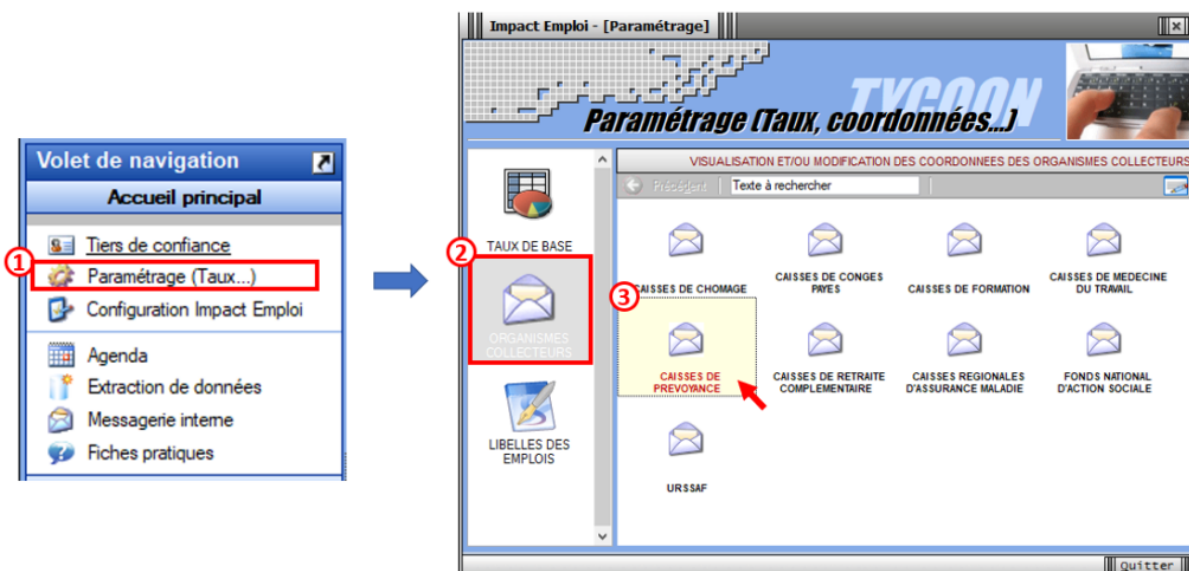 Volet de navigation
Accueil principal
1
Tiers de confiance
Paramétrage (Taux...)
Configuration Impact Emploi
Agenda
Extraction de données
Messagerie interne
Fiches pratiques
Impact Emploi - [Paramétrage]
TYCOON
Paramétrage (Taux, coordonnées...)
VISUALISATION ET/OU MODIFICATION DES COORDONNEES DES ORGANISMES COLLECTEURS
Précédent
Texte à rechercher
TAUX DE BASE
2
ORGANISMES
COLLECTEURS
LIBELLES DES
EMPLOIS
CAISSES DE CHOMAGE
CAISSES DE CONGES
PAYES
CAISSES DE FORMATION
CAISSES DE MEDECINE
DU TRAVAIL
3
CAISSES DE
PREVOYANCE
CAISSES DE RETRAITE
COMPLEMENTAIRE
CAISSES REGIONALES
D'ASSURANCE MALADIE
FONDS NATIONAL
D'ACTION SOCIALE
URSSAF
Quitter